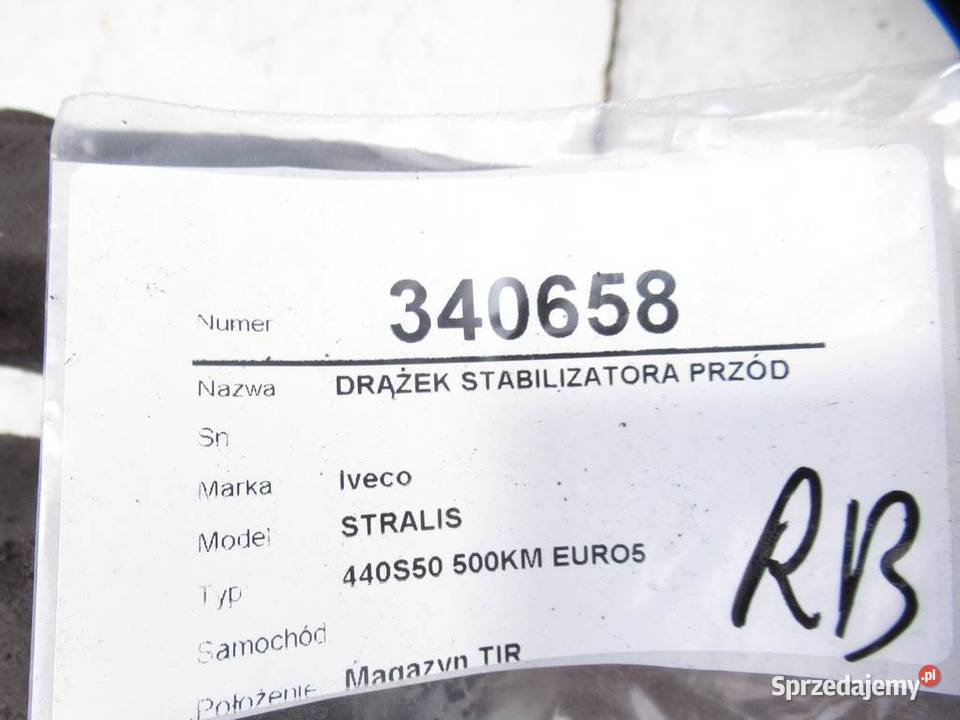 Numer 340658
Nazwa DRĄŻEK STABILIZATORA PRZÓD
Sn
Marka Iveco
Model STRALIS
Typ 440S50 500KM EURO5
Samochód
Położenie Magazyn TIR
RB
Sprzedajemy.pl